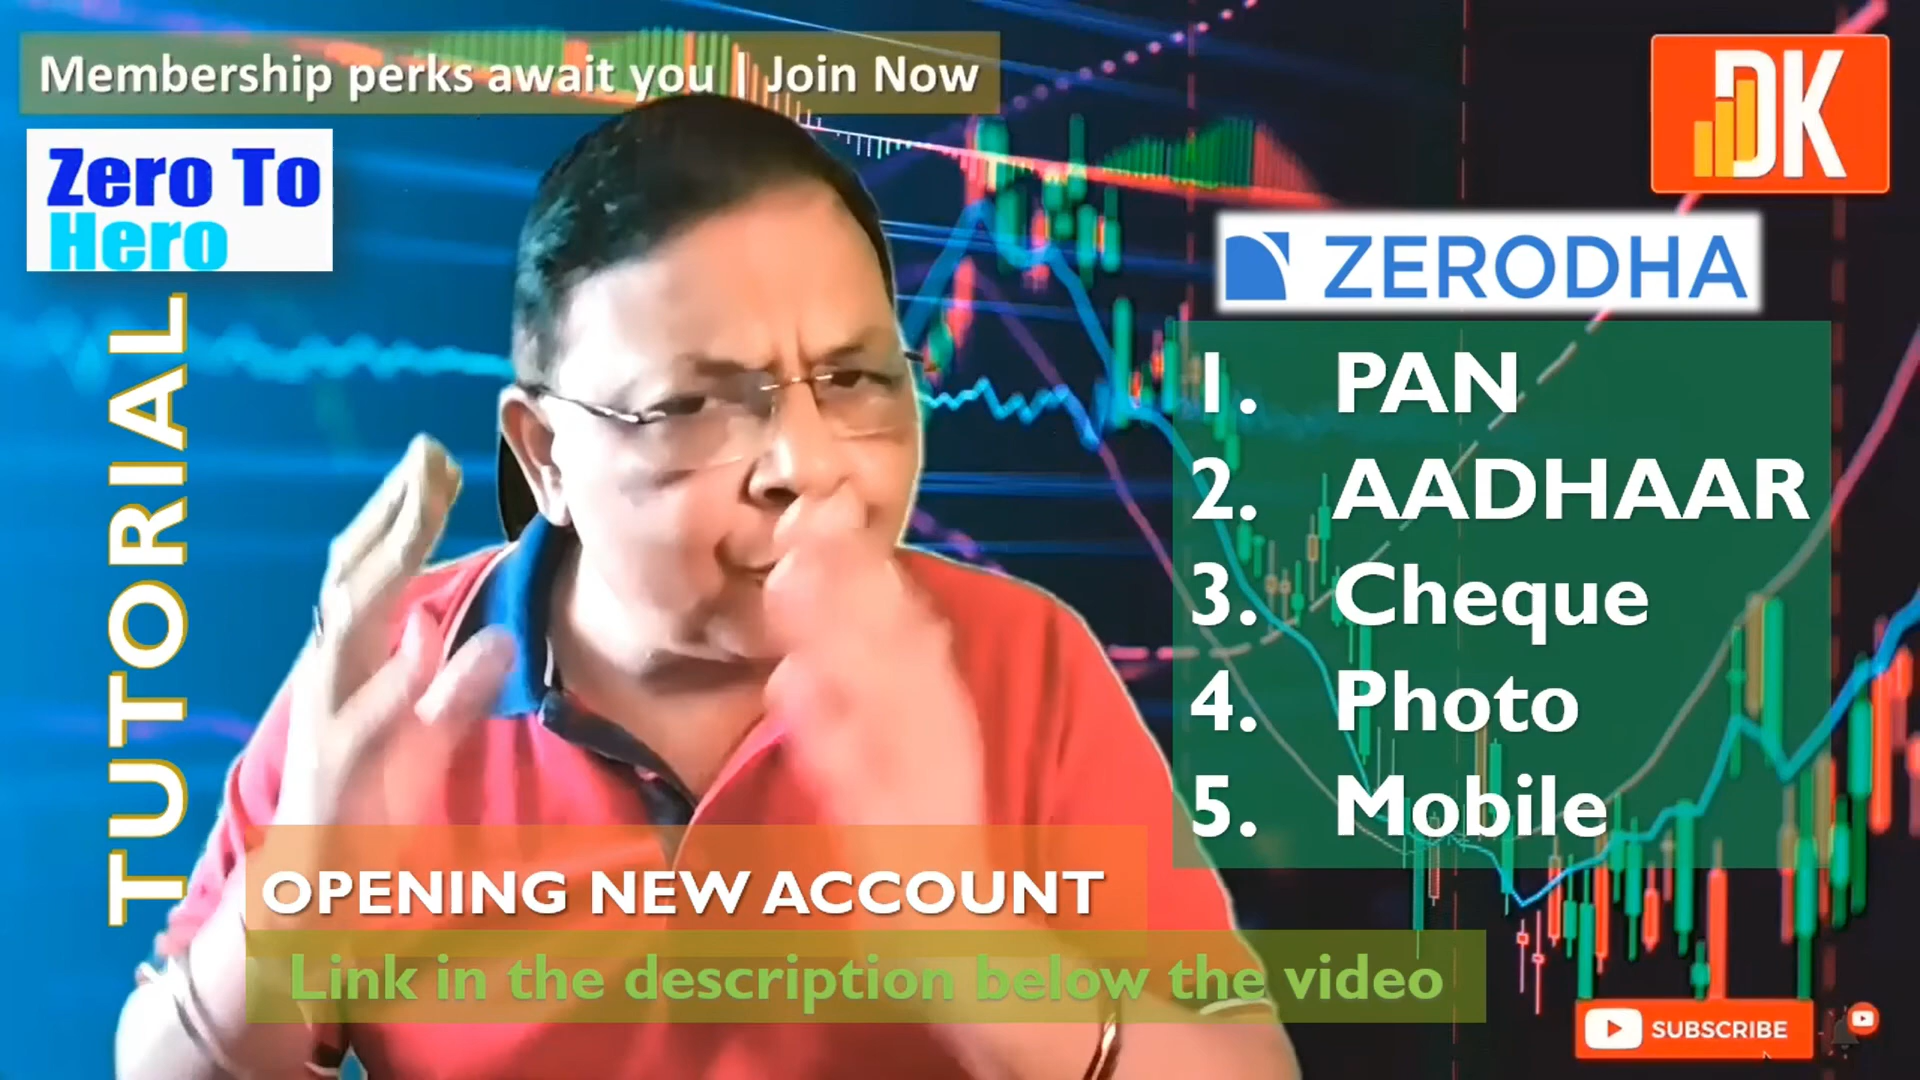 Membership perks await you | Join Now
DK
Zero To
Hero
TUTORIAL
ZERODHA
1. PAN
2. AADHAAR
3. Cheque
4. Photo
5. Mobile
OPENING NEW ACCOUNT
Link in the description below the video
SUBSCRIBE